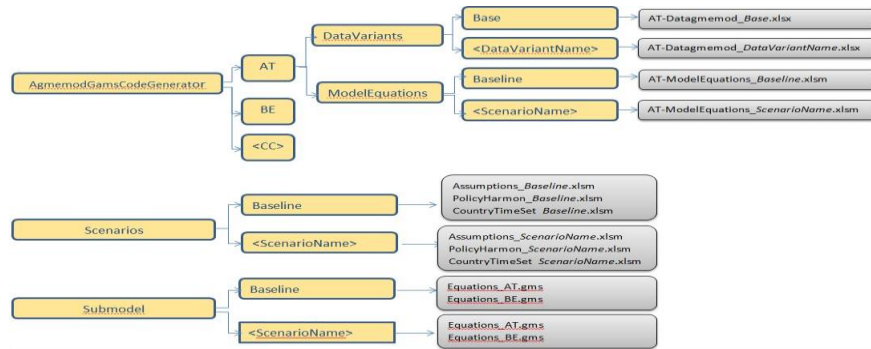 Base
AT-Datagmemod_Base.xlsx
DataVariants
<DataVariantName>
AT-Datagmemod_DataVariantName.xlsx
AT
AgmemodGamsCodeGenerator
Baseline
AT-ModelEquations_Baseline.xlsm
ModelEquations
BE
<ScenarioName>
AT-ModelEquations_ScenarioName.xlsm
<CC>
Assumptions_Baseline.xlsm
Baseline
PolicyHarmon_Baseline.xlsm
CountryTimeSet Baseline.xlsm
Scenarios
Assumptions_ScenarioName.xlsm
<ScenarioName>
PolicyHarmon_ScenarioName.xlsm
CountryTimeSet ScenarioName.xlsm
Baseline
Equations_AT.gms
Equations_BE.gms
Submodel
<ScenarioName>
Equations_AT.gms
Equations_BE.gms